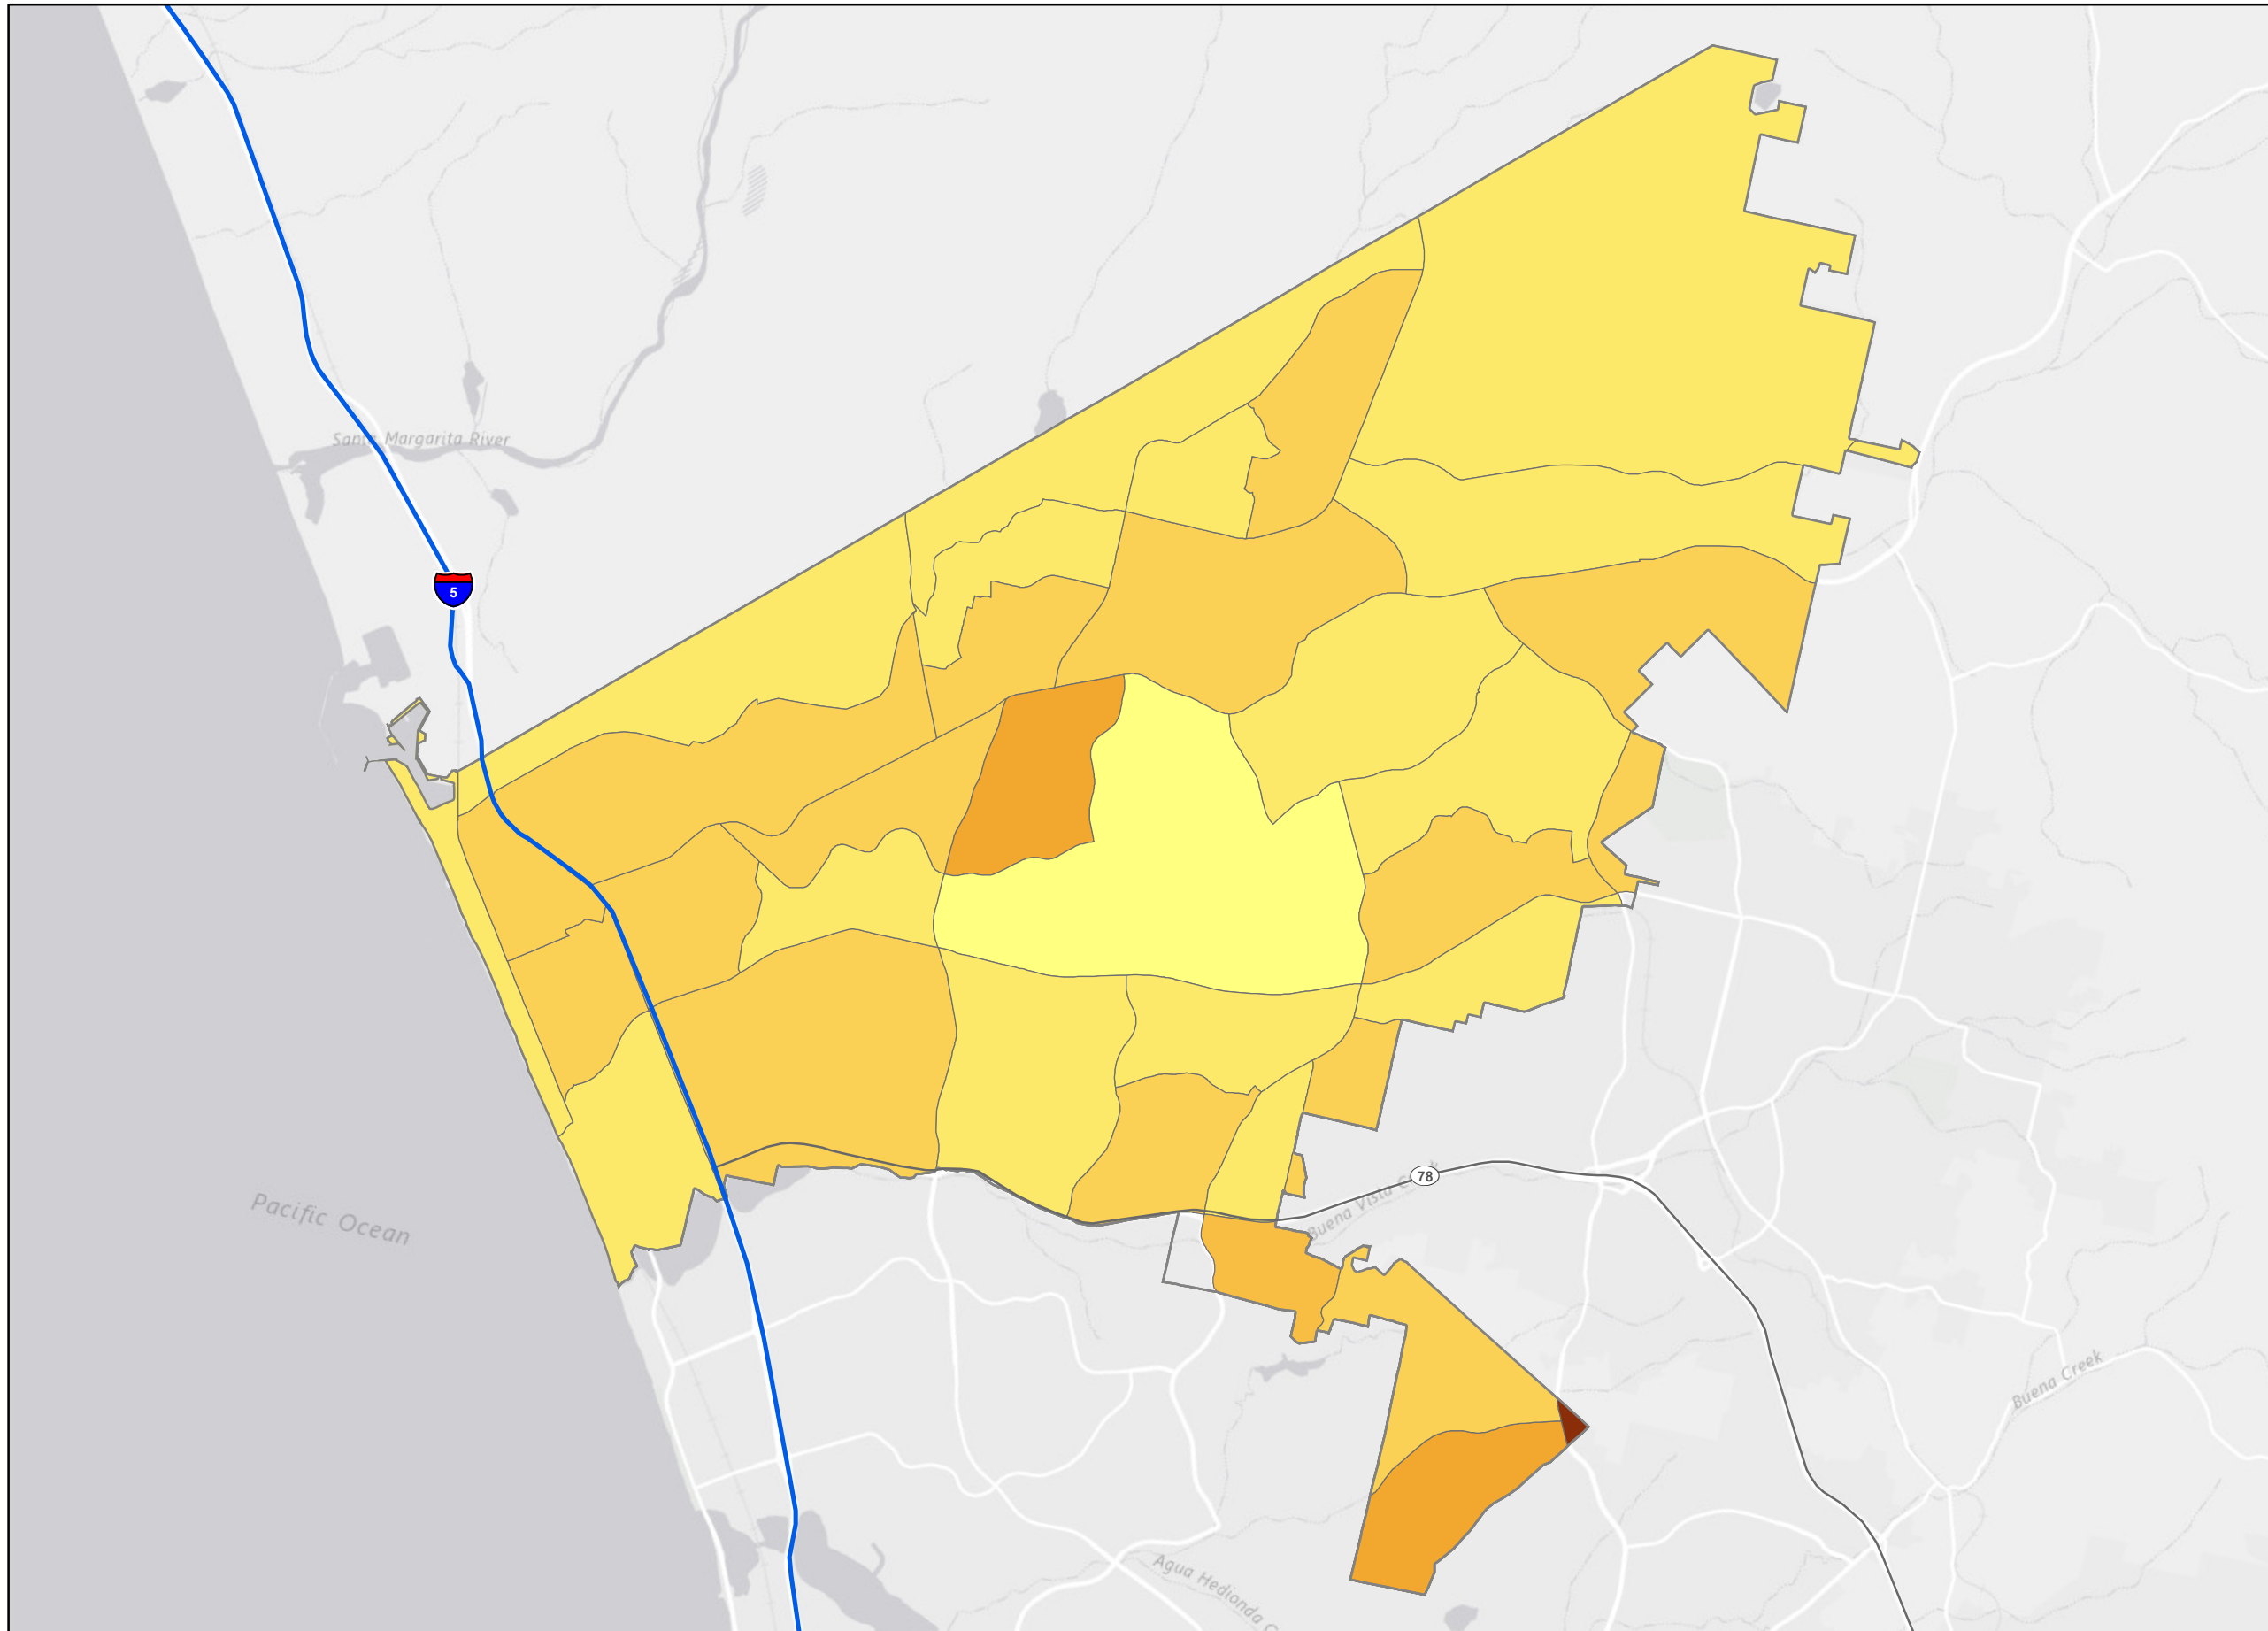 Santa Margarita River
5
Pacific Ocean
78
Buena Vista C
Buena Creek
Agua Hedionda C